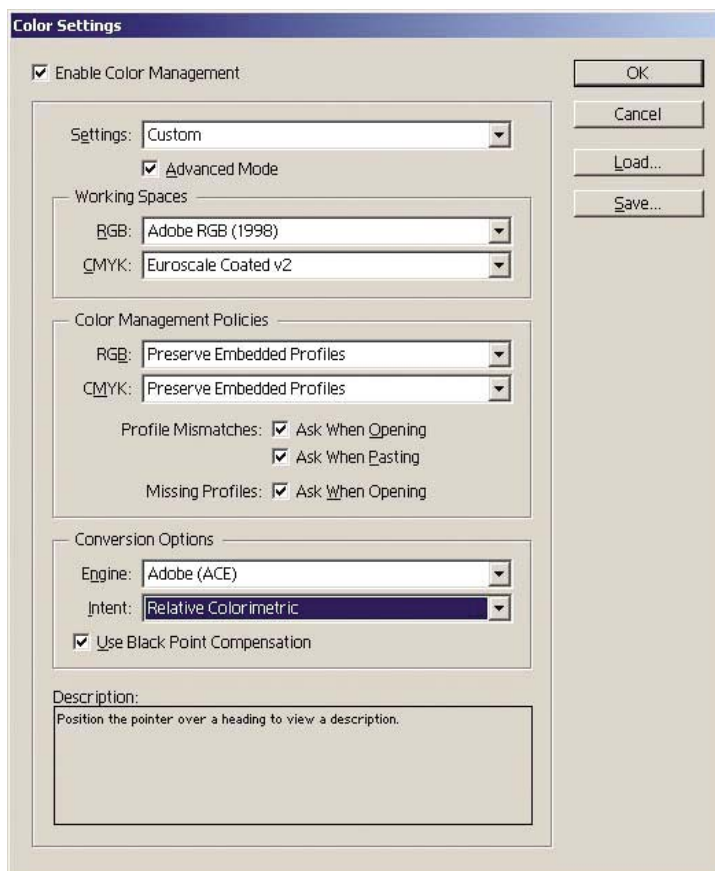 Color Settings
Enable Color Management
OK
Cancel
Load...
Save...
Settings: Custom
Advanced Mode
Working Spaces
RGB: Adobe RGB (1998)
CMYK: Euroscale Coated v2
Color Management Policies
RGB: Preserve Embedded Profiles
CMYK: Preserve Embedded Profiles
Profile Mismatches: Ask When Opening
Ask When Pasting
Missing Profiles: Ask When Opening
Conversion Options
Engine: Adobe (ACE)
Intent: Relative Colorimetric
Use Black Point Compensation
Description:
Position the pointer over a heading to view a description.